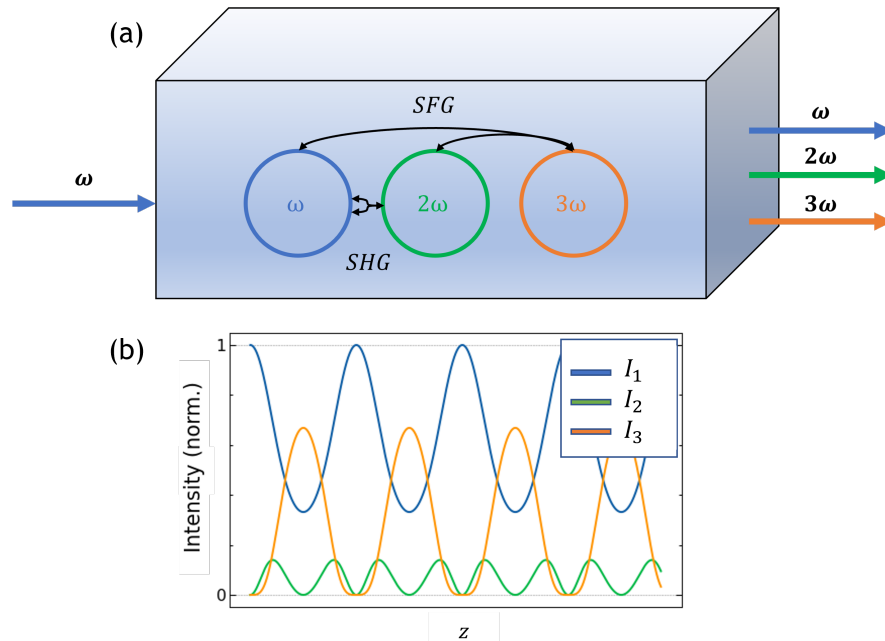 (a)
SFG
ω
ω 2ω 3ω
SHG
ω
2ω
3ω
(b)
Intensity (norm.)
1
0
I₁
I₂
I₃
z